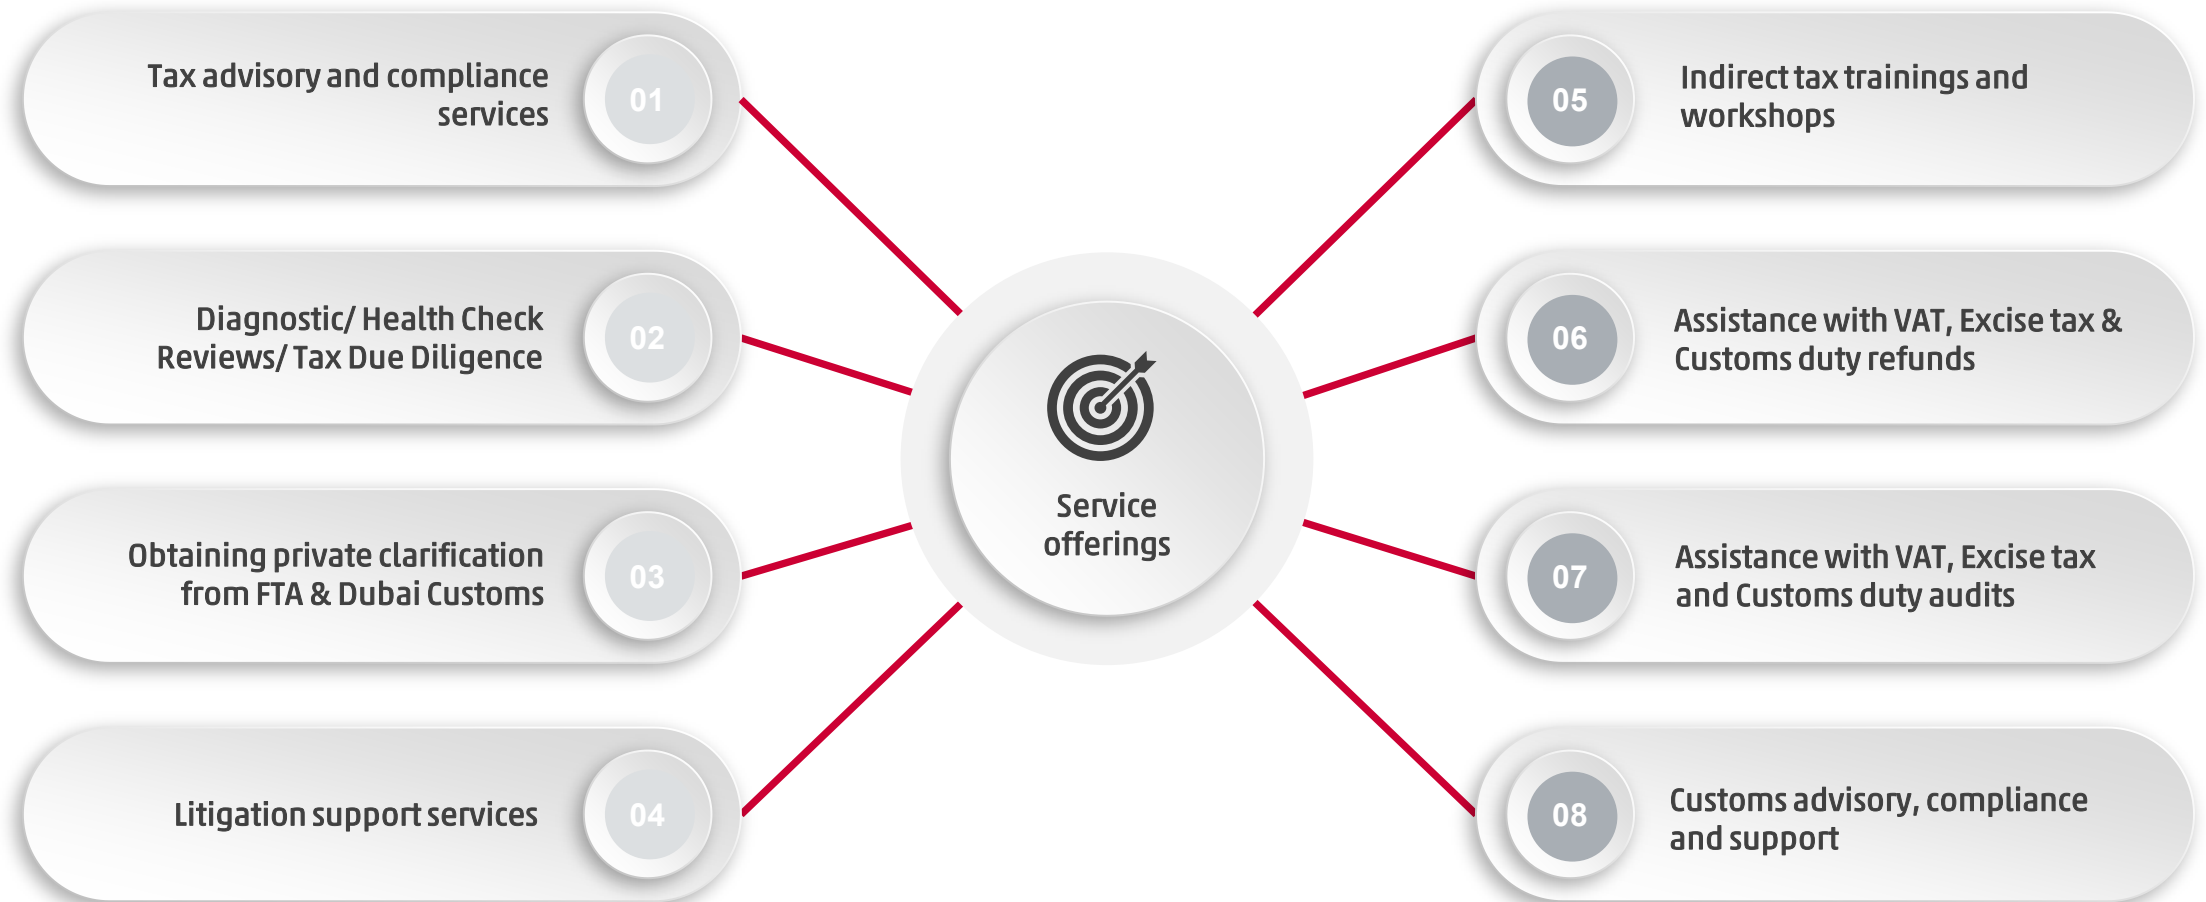 Tax advisory and compliance
services
01
Diagnostic/ Health Check
Reviews/ Tax Due Diligence
02
Obtaining private clarification
from FTA & Dubai Customs
03
Litigation support services
04
Service
offerings
05
Indirect tax trainings and
workshops
06
Assistance with VAT, Excise tax &
Customs duty refunds
07
Assistance with VAT, Excise tax
and Customs duty audits
08
Customs advisory, compliance
and support